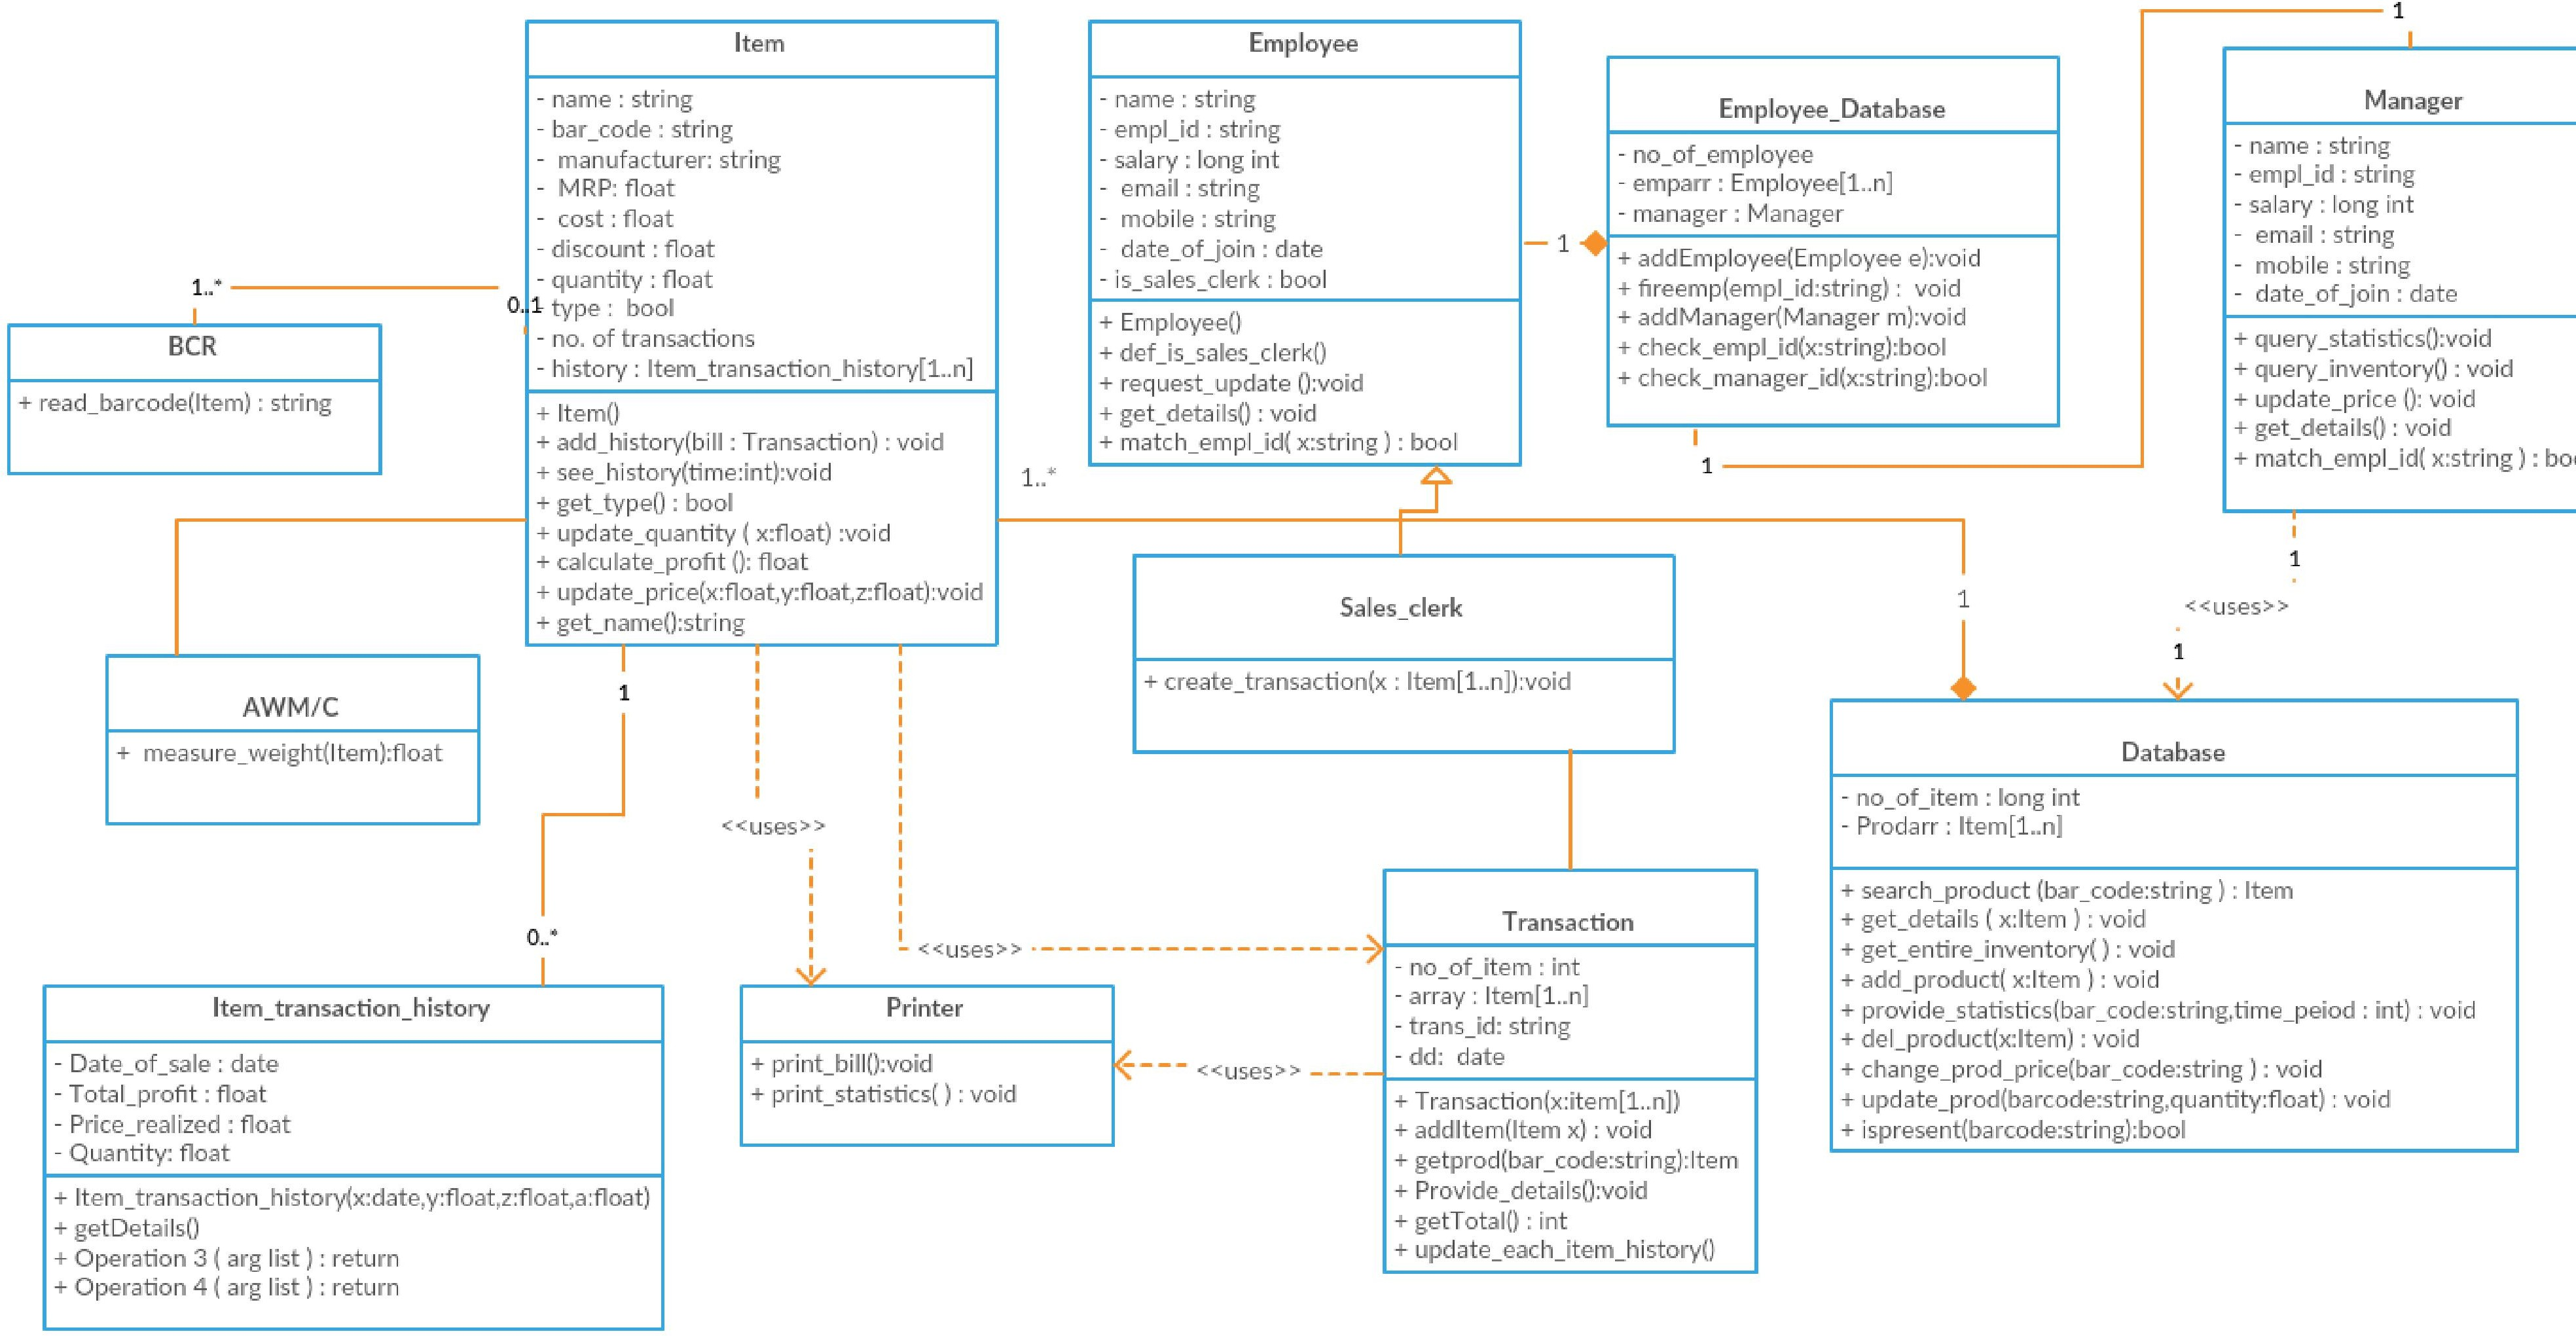 Item
- name : string
- bar_code : string
- manufacturer: string
- MRP: float
- cost : float
- discount : float
- quantity : float
- type : bool
- no. of transactions
- history : Item_transaction_history[1..n]
+ Item()
+ add_history(bill : Transaction) : void
+ see_history(time:int):void
+ get_type() : bool
+ update_quantity ( x:float) :void
+ calculate_profit (): float
+ update_price(x:float,y:float,z:float):void
+ get_name():string
Employee
- name : string
- empl_id : string
- salary : long int
- email : string
- mobile : string
- date_of_join : date
- is_sales_clerk : bool
+ Employee()
+ def_is_sales_clerk()
+ request_update ():void
+ get_details() : void
+ match_empl_id( x:string ) : bool
1
Employee_Database
- no_of_employee
- emparr : Employee[1..n]
- manager : Manager
+ addEmployee(Employee e):void
+ fireemp(empl_id:string) : void
+ addManager(Manager m):void
+ check_empl_id(x:string):bool
+ check_manager_id(x:string):bool
1
1
Manager
- name : string
- empl_id : string
- salary : long int
- email : string
- mobile : string
- date_of_join : date
+ query_statistics():void
+ query_inventory() : void
+ update_price (): void
+ get_details() : void
+ match_empl_id( x:string ) :
1
<<uses>>
1
1..*
0..1
BCR
+ read_barcode(Item) : string
1..*
1
AWM/C
+ measure_weight(Item):float
1
0..*
<<uses>>
<<uses>>
Sales_clerk
+ create_transaction(x : Item[1..n]):void
Database
- no_of_item : long int
- Prodarr : Item[1..n]
+ search_product (bar_code:string ) : Item
+ get_details ( x:Item ) : void
+ get_entire_inventory( ) : void
+ add_product( x:Item ) : void
+ provide_statistics(bar_code:string,time_peiod : int) : void
+ del_product(x:Item) : void
+ change_prod_price(bar_code:string ) : void
+ update_prod(barcode:string,quantity:float) : void
+ ispresent(barcode:string):bool
Item_transaction_history
- Date_of_sale : date
- Total_profit : float
- Price_realized : float
- Quantity: float
+ Item_transaction_history(x:date,y:float,z:float,a:float)
+ getDetails()
+ Operation 3 ( arg list ) : return
+ Operation 4 ( arg list ) : return
Printer
+ print_bill():void
+ print_statistics( ) : void
<<uses>>
Transaction
- no_of_item : int
- array : Item[1..n]
- trans_id: string
- dd: date
+ Transaction(x:item[1..n])
+ addItem(Item x) : void
+ getprod(bar_code:string):Item
+ Provide_details():void
+ getTotal() : int
+ update_each_item_history()